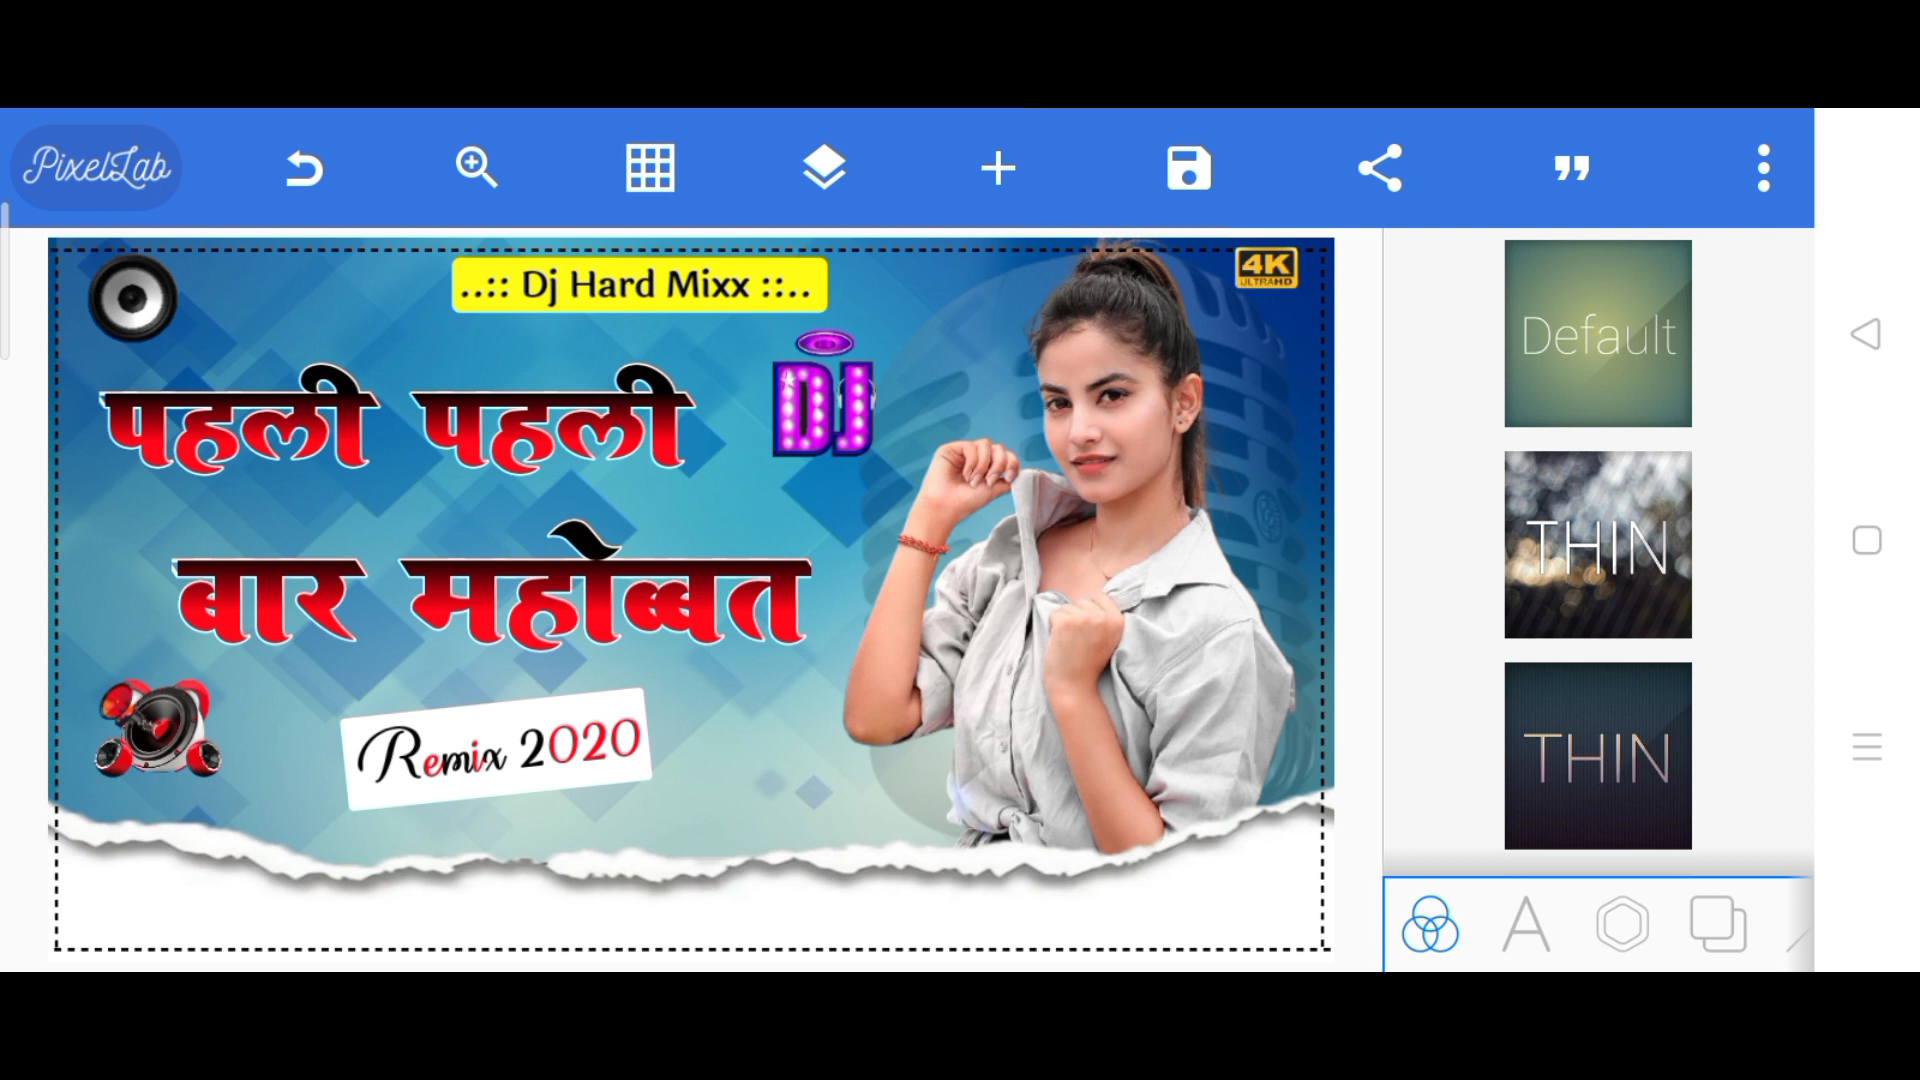 PixelLab
..:: Dj Hard Mixx ::..
4K
ULTRAHD
DJ
पहली पहली
बार महोब्बत
Remix 2020
Default
THIN
THIN
A